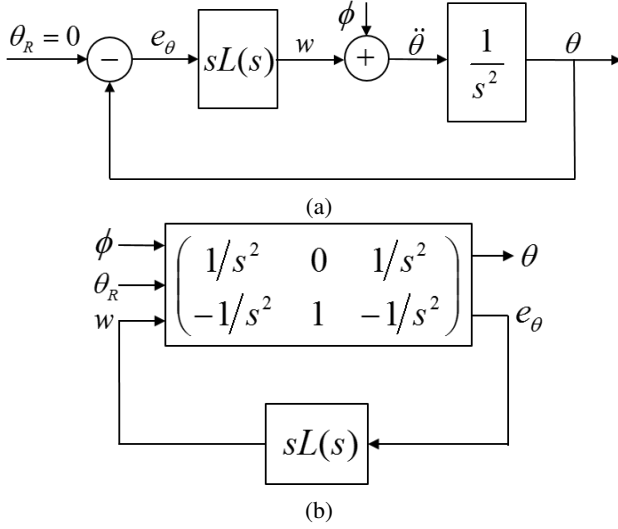 θ_R = 0 − e_θ sL(s) w ϕ + θ̈ 1/s² θ
(a)
ϕ 1/s² 0 1/s² θ
θ_R
w −1/s² 1 −1/s² e_θ
sL(s)
(b)